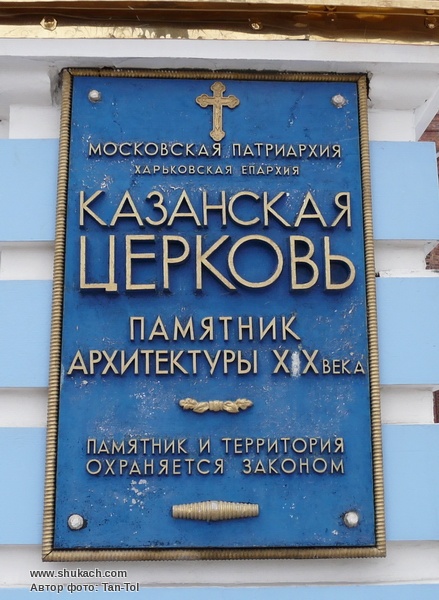 МОСКОВСКАЯ ПАТРИАРХИЯ
ХАРЬКОВСКАЯ ЕПАРХИЯ
КАЗАНСКАЯ
ЦЕРКОВЬ
ПАМЯТНИК
АРХИТЕКТУРЫ XIX ВЕКА
ПАМЯТНИК И ТЕРРИТОРИЯ
ОХРАНЯЕТСЯ ЗАКОНОМ
www.shukach.com
Автор фото: Tan-Tol